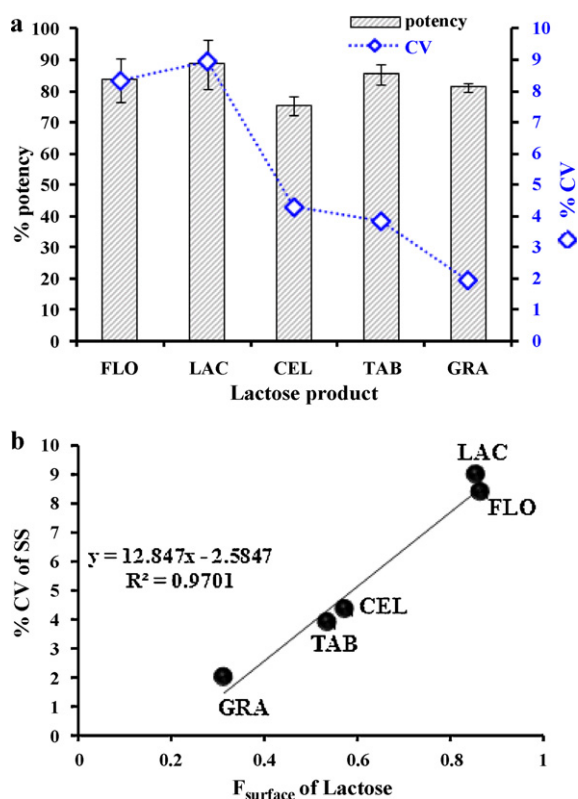 a
potency
CV
100
90
80
70
60
50
40
30
20
10
0
% potency
10
9
8
7
6
5
4
3
2
1
0
% CV
FLO LAC CEL TAB GRA
Lactose product
b
10
9
8
7
6
5
4
3
2
1
0
% CV of SS
y = 12.847x - 2.5847
R² = 0.9701
LAC
FLO
CEL
TAB
GRA
0 0.2 0.4 0.6 0.8 1
Fsurface of Lactose